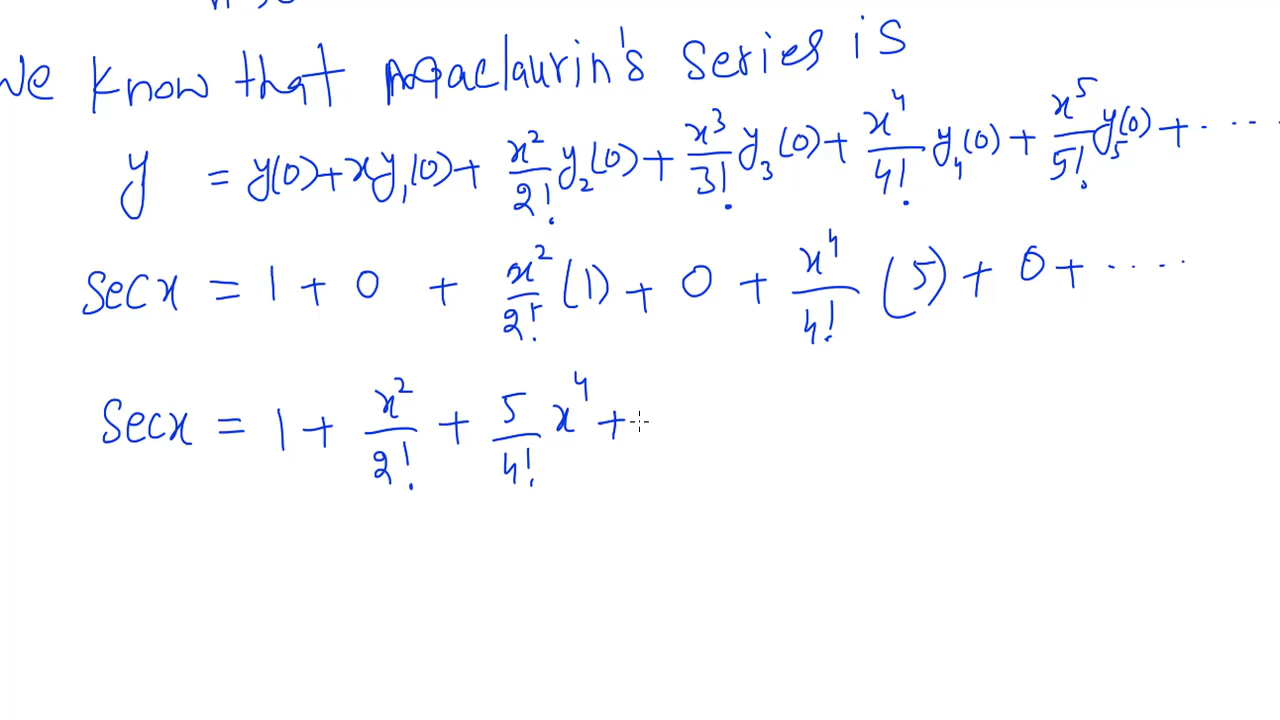 we know that Maclaurin's series is
y = y(0) + xy₁(0) + x²/2! y₂(0) + x³/3! y₃(0) + x⁴/4! y₄(0) + x⁵/5! y₅(0) + ....
Secx = 1 + 0 + x²/2! (1) + 0 + x⁴/4! (5) + 0 + ....
Secx = 1 + x²/2! + 5/4! x⁴ +